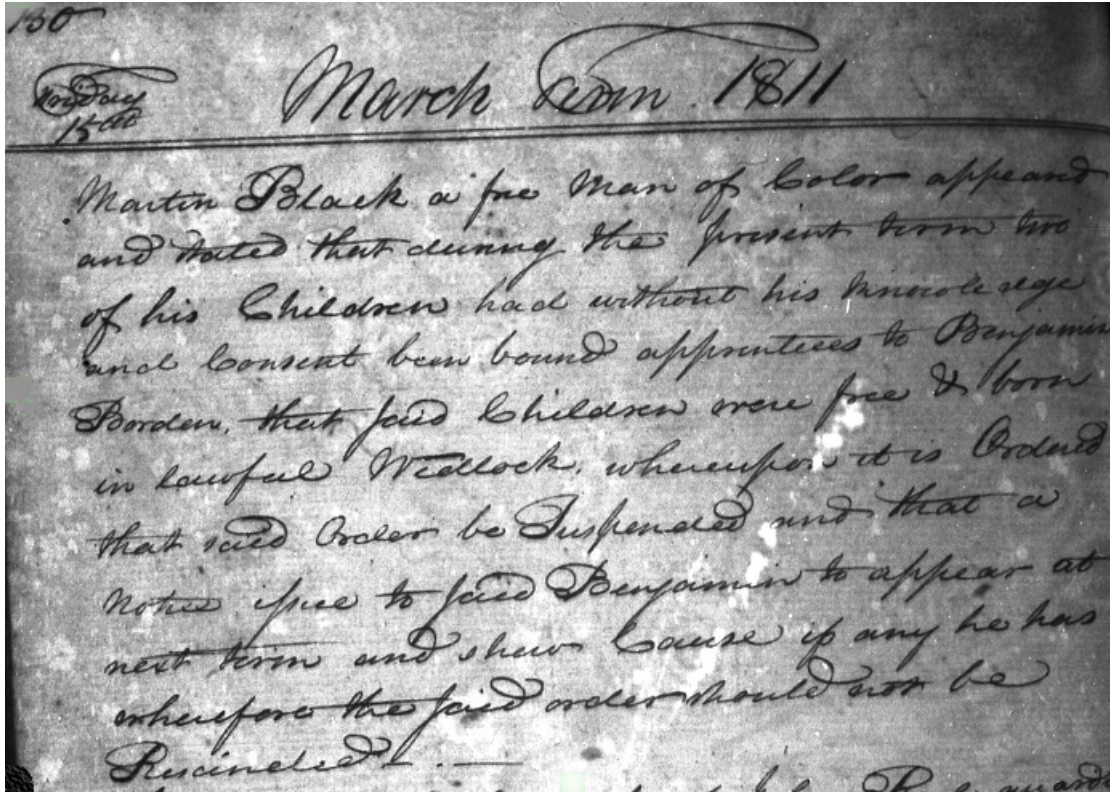 130
March Term 1811
Friday
15th
Martin Black a free Man of Color appeared
and stated that during the present term two
of his Children had without his knowledge
and Consent been bound apprentices to Benjamin
Borden, that said Children were free & born
in lawful Wedlock, whereupon it is Ordered
that said Order be Suspended and that a
Notice issue to said Benjamin to appear at
next term and shew Cause if any he has
wherefore the said order should not be
Rescinded —. —